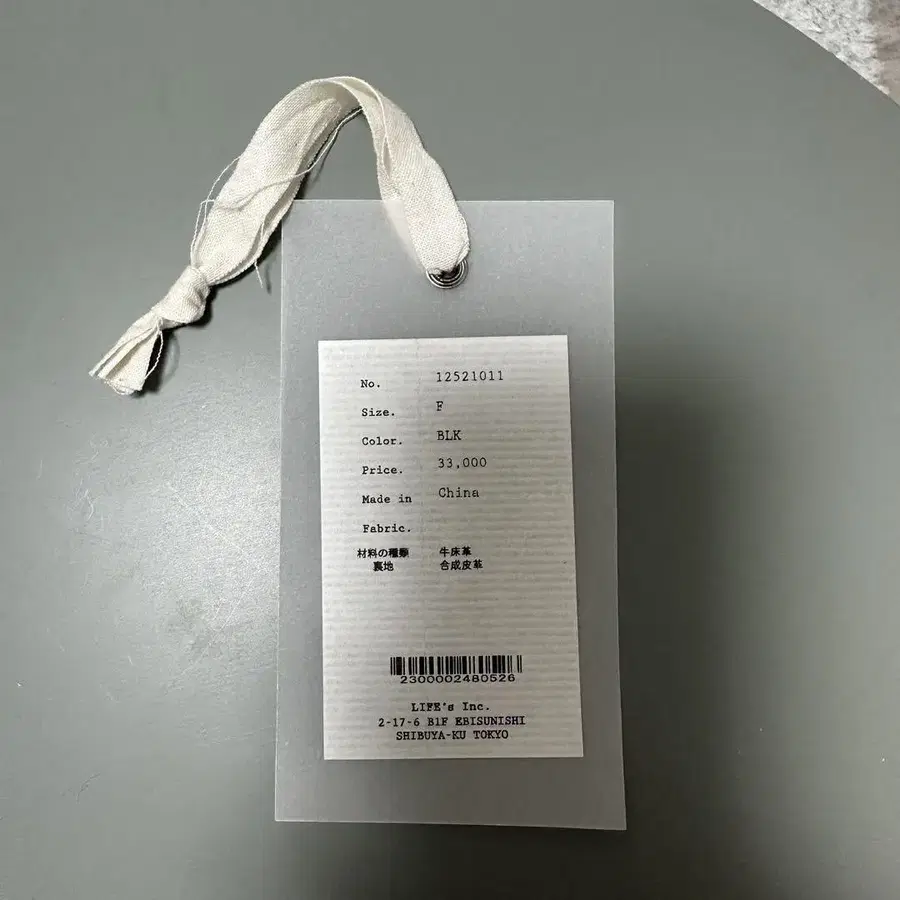 No. 12521011
Size. F
Color. BLK
Price. 33,000
Made in China
Fabric.
材料の種類 牛床革
裏地 合成皮革
2300002480526
LIFE's Inc.
2-17-6 B1F EBISUNISHI
SHIBUYA-KU TOKYO